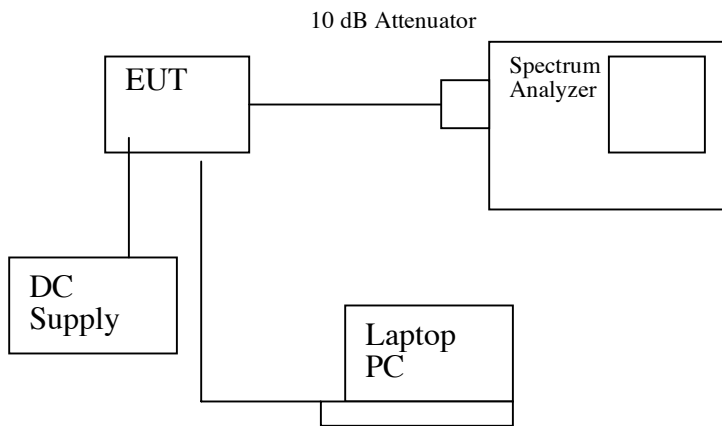 10 dB Attenuator
EUT
Spectrum
Analyzer
DC
Supply
Laptop
PC